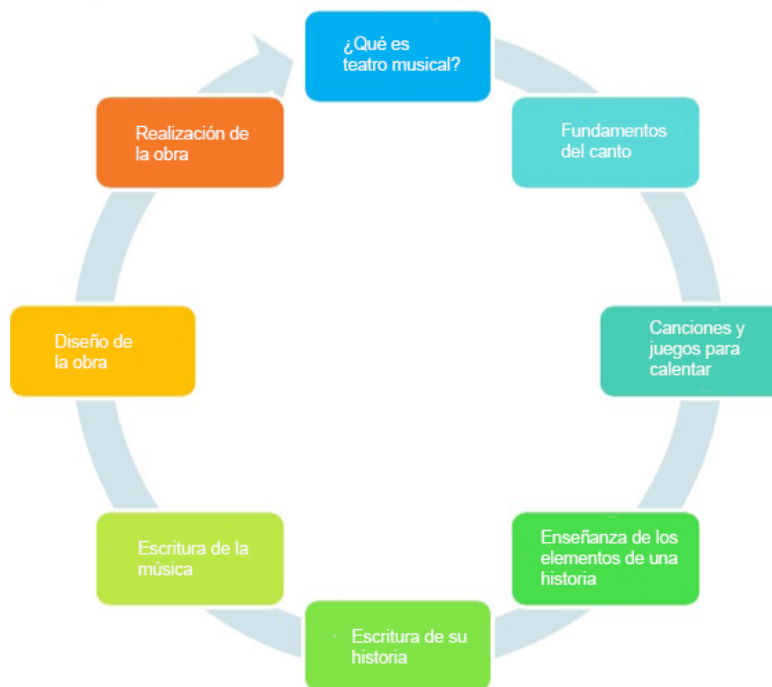 ¿Qué es
teatro musical?
Fundamentos
del canto
Canciones y
juegos para
calentar
Enseñanza de los
elementos de una
historia
Escritura de su
historia
Escritura de la
música
Diseño de
la obra
Realización de
la obra